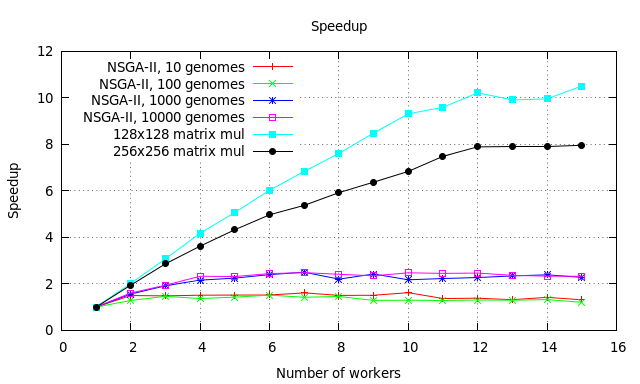 Speedup
12
10
8
6
4
2
0
Speedup
NSGA-II, 10 genomes
NSGA-II, 100 genomes
NSGA-II, 1000 genomes
NSGA-II, 10000 genomes
128x128 matrix mul
256x256 matrix mul
0 2 4 6 8 10 12 14 16
Number of workers